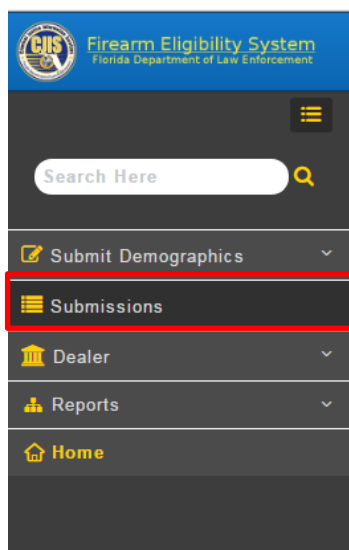 CJIS
Firearm Eligibility System
Florida Department of Law Enforcement
Search Here
Submit Demographics
Submissions
Dealer
Reports
Home